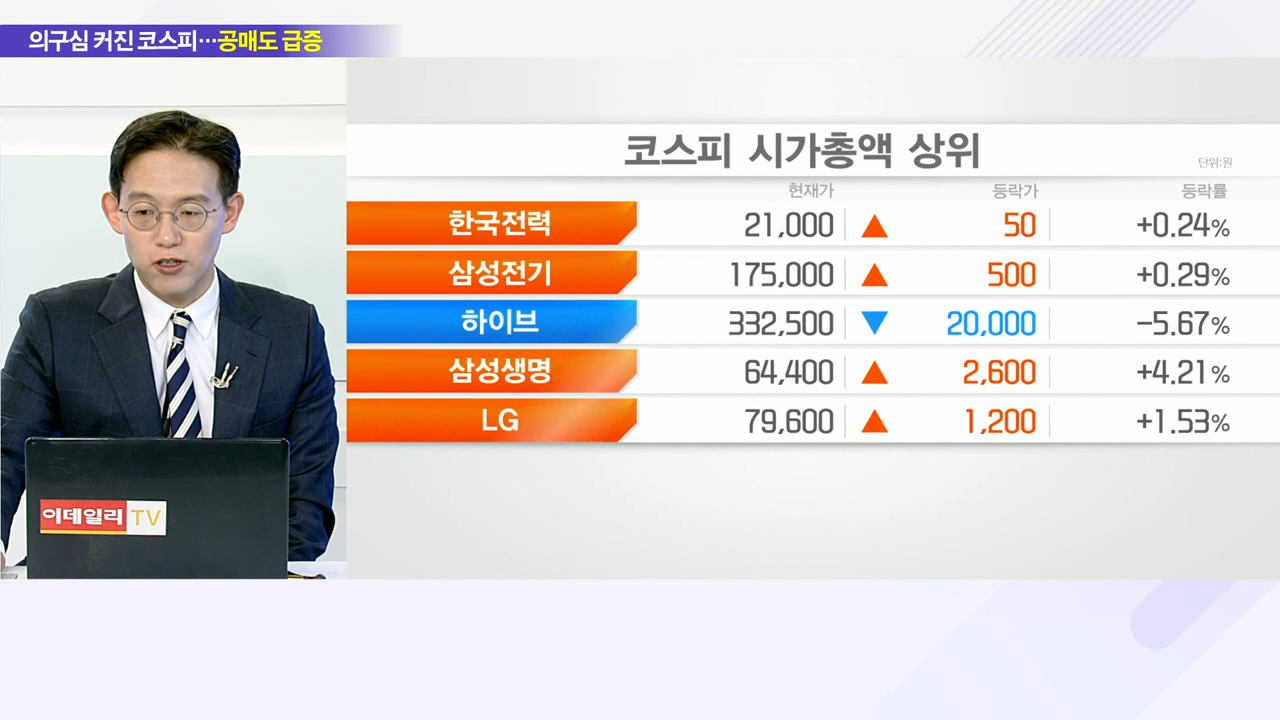 의구심 커진 코스피…공매도 급증
코스피 시가총액 상위
단위:원
현재가 등락가 등락률
한국전력 21,000 ▲ 50 +0.24%
삼성전기 175,000 ▲ 500 +0.29%
하이브 332,500 ▼ 20,000 -5.67%
삼성생명 64,400 ▲ 2,600 +4.21%
LG 79,600 ▲ 1,200 +1.53%
이데일리 TV